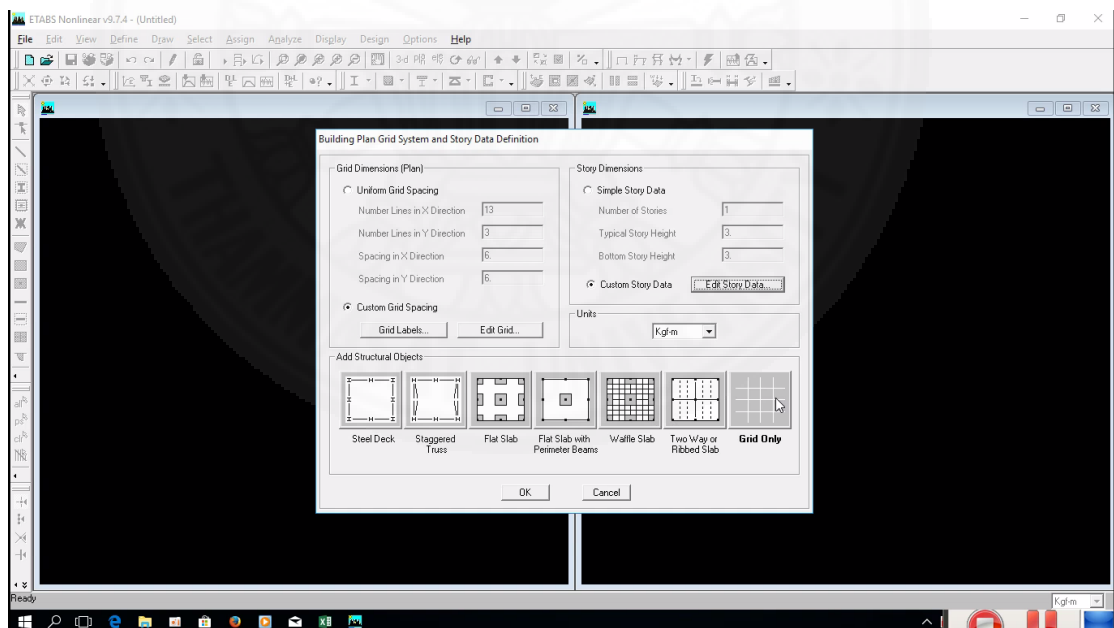 ETABS Nonlinear v9.7.4 - (Untitled)
File Edit View Define Draw Select Assign Analyze Display Design Options Help
Building Plan Grid System and Story Data Definition
Grid Dimensions (Plan)
Uniform Grid Spacing
Number Lines in X Direction 13
Number Lines in Y Direction 3
Spacing in X Direction 6.
Spacing in Y Direction 6.
Custom Grid Spacing
Grid Labels... Edit Grid...
Story Dimensions
Simple Story Data
Number of Stories 1
Typical Story Height 3.
Bottom Story Height 3.
Custom Story Data Edit Story Data...
Units
Kgf-m
Add Structural Objects
Steel Deck
Staggered
Truss
Flat Slab
Flat Slab with
Perimeter Beams
Waffle Slab
Two Way or
Ribbed Slab
Grid Only
OK Cancel
Ready
Kgf-m